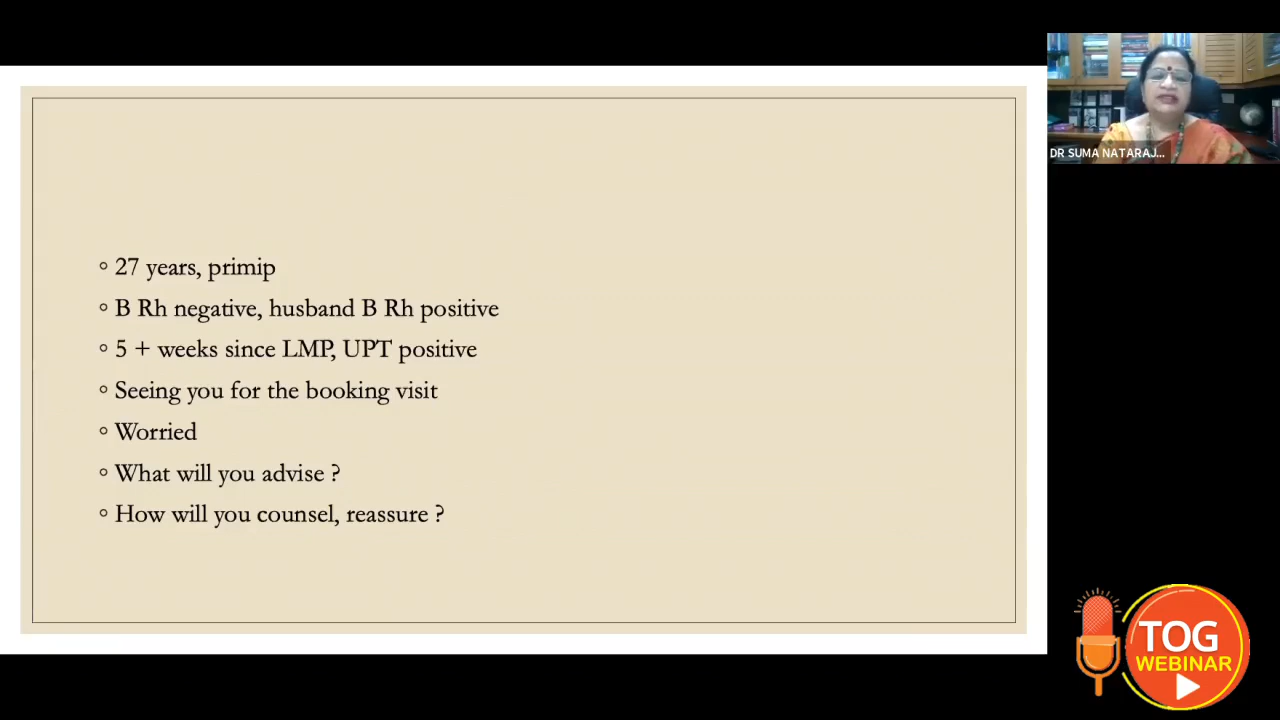 27 years, primip
B Rh negative, husband B Rh positive
5 + weeks since LMP, UPT positive
Seeing you for the booking visit
Worried
What will you advise ?
How will you counsel, reassure ?
DR SUMA NATARAJ...
TOG
WEBINAR